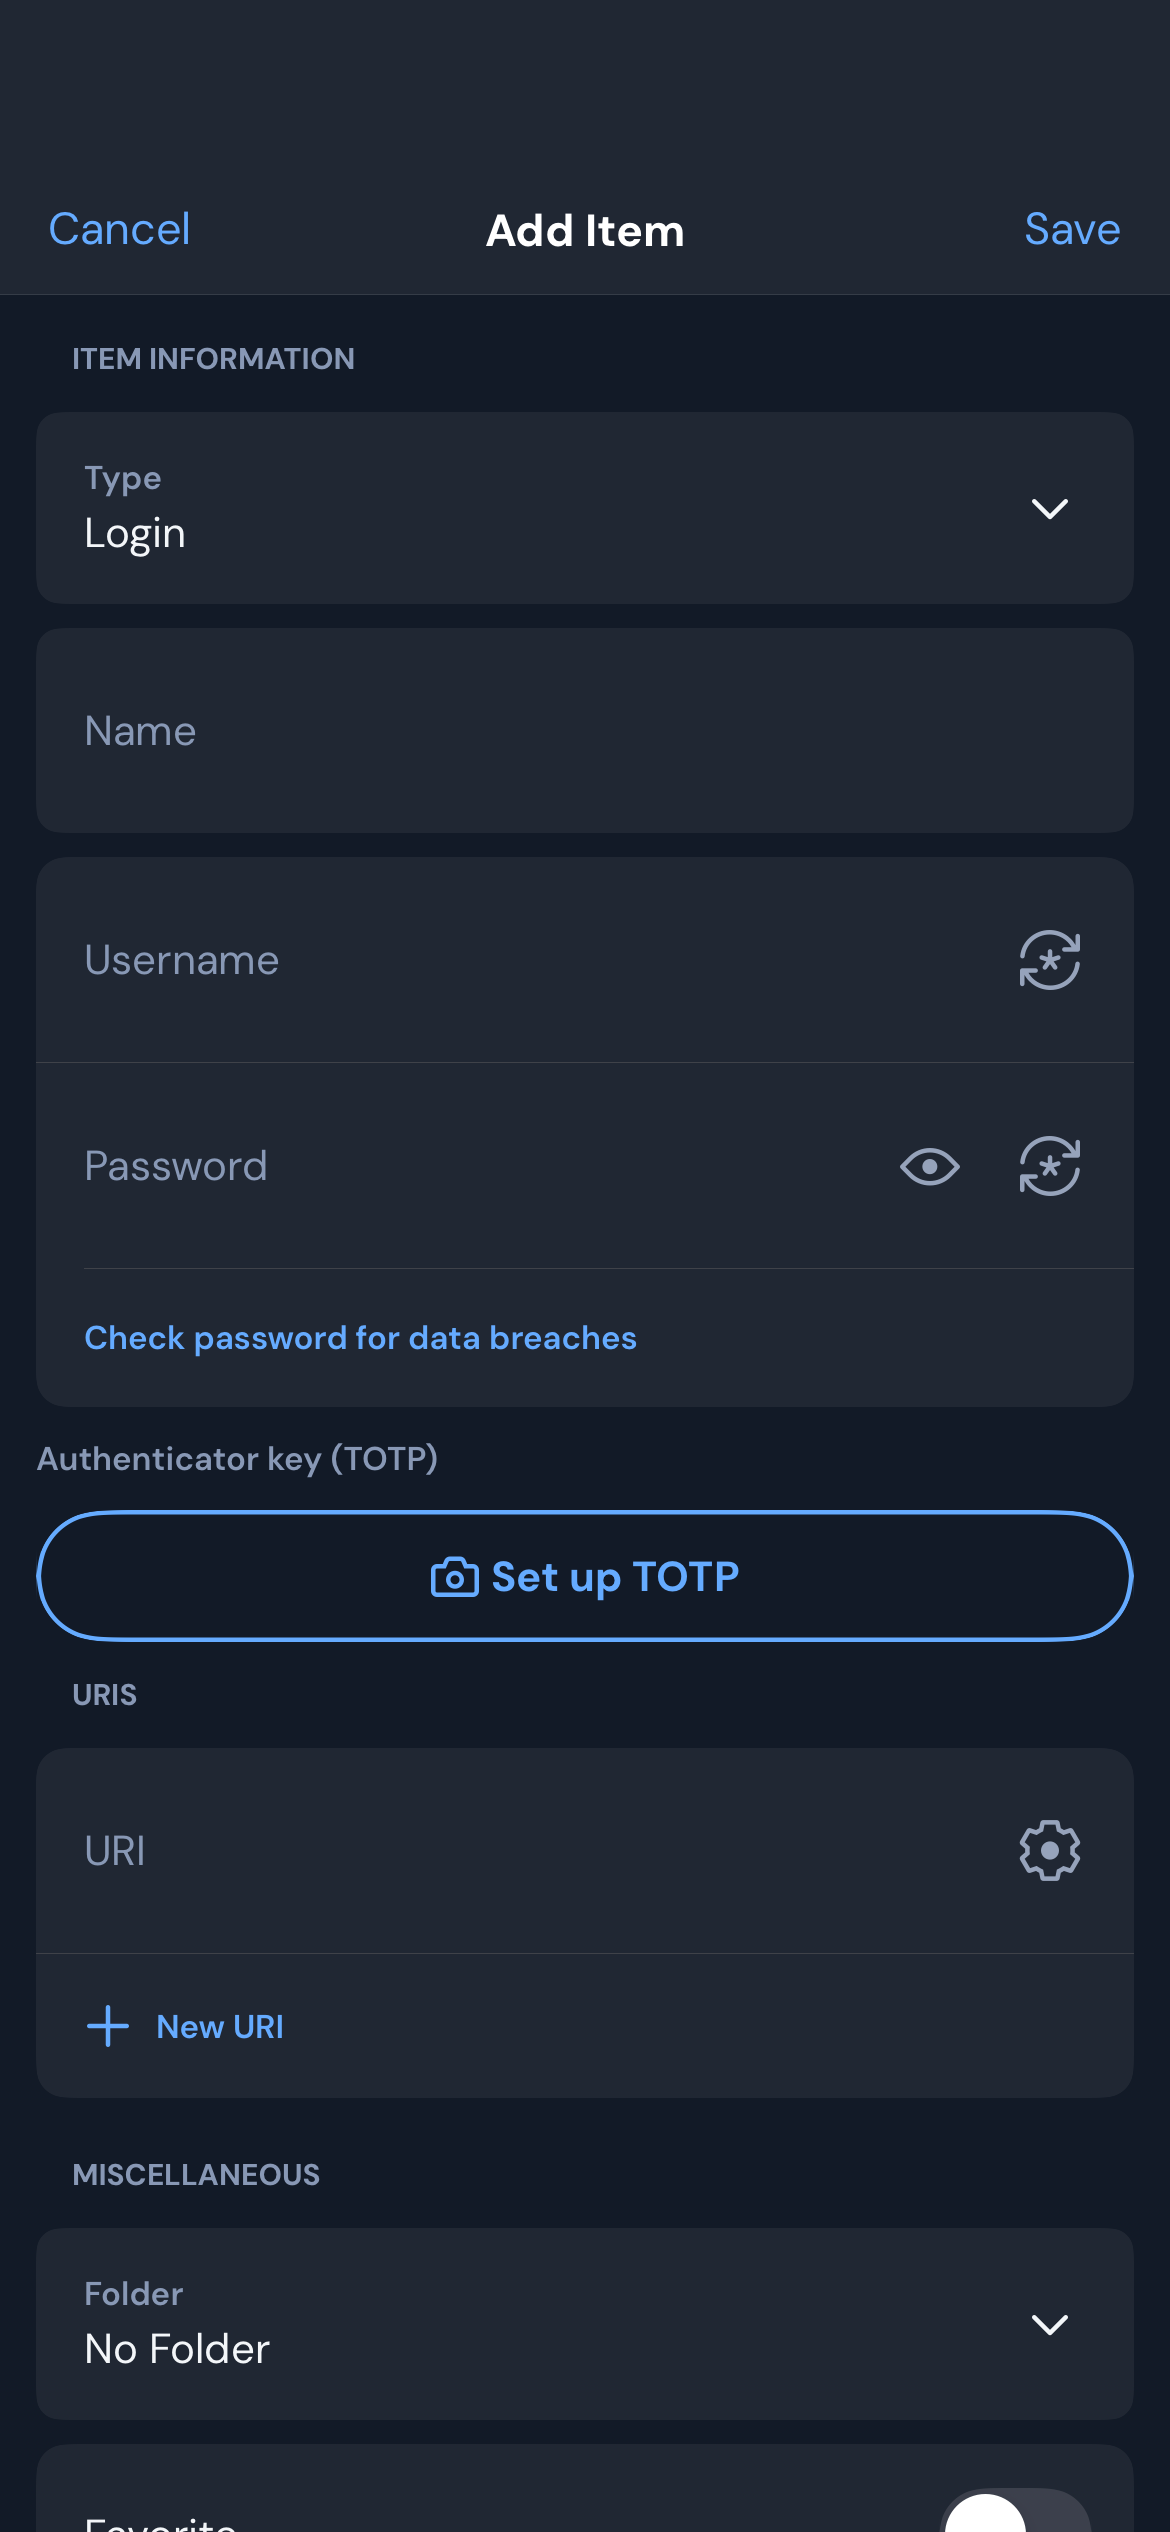 Cancel
Add Item
Save
ITEM INFORMATION
Type
Login
Name
Username
Password
Check password for data breaches
Authenticator key (TOTP)
Set up TOTP
URIS
URI
New URI
MISCELLANEOUS
Folder
No Folder
Favorite